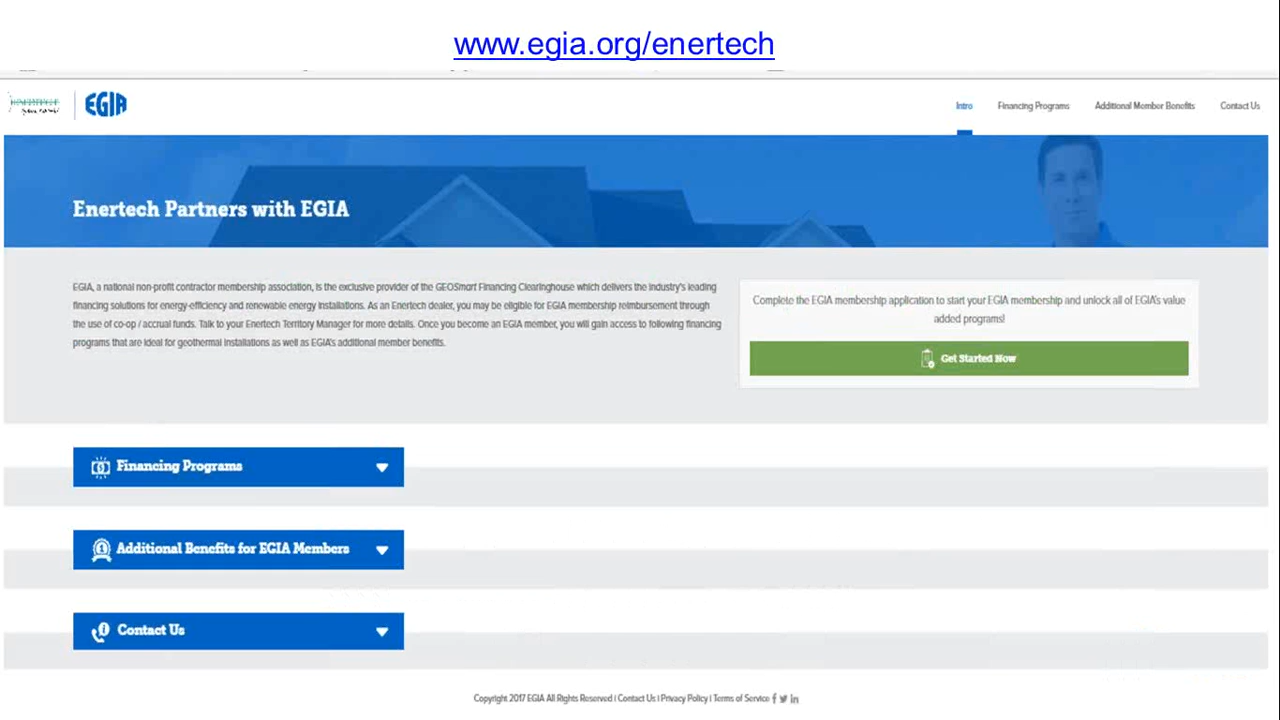 www.egia.org/enertech
EGIA
Intro Financing Programs Additional Member Benefits Contact Us
Enertech Partners with EGIA
EGIA, a national non-profit contractor membership association, is the exclusive provider of the GEOSmart Financing Clearinghouse which delivers the industry's leading
financing solutions for energy-efficiency and renewable energy installations. As an Enertech dealer, you may be eligible for EGIA membership reimbursement through
the use of co-op / accrual funds. Talk to your Enertech Territory Manager for more details. Once you become an EGIA member, you will gain access to following financing
programs that are ideal for geothermal installations as well as EGIA's additional member benefits.
Complete the EGIA membership application to start your EGIA membership and unlock all of EGIA's value
added programs!
Get Started Now
Financing Programs
Additional Benefits for EGIA Members
Contact Us
Copyright 2017 EGIA All Rights Reserved | Contact Us | Privacy Policy | Terms of Service